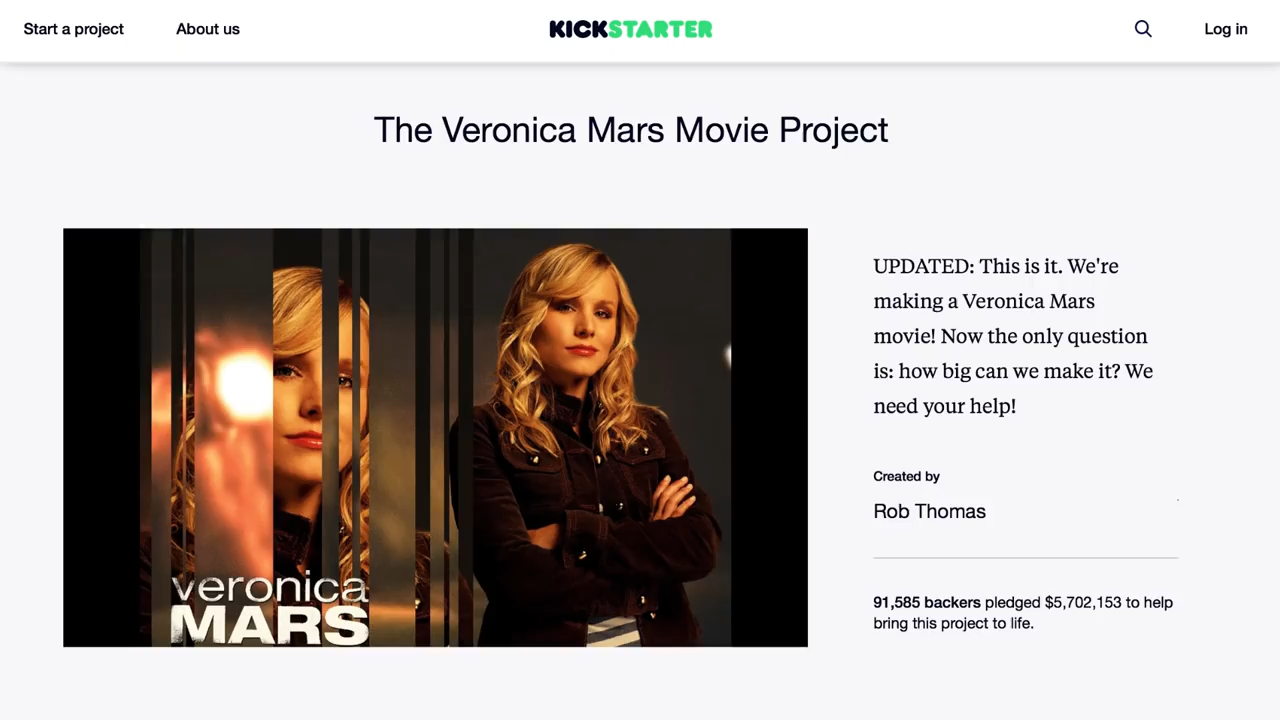 Start a project
About us
KICKSTARTER
Log in
The Veronica Mars Movie Project
veronica
MARS
UPDATED: This is it. We're
making a Veronica Mars
movie! Now the only question
is: how big can we make it? We
need your help!
Created by
Rob Thomas
91,585 backers pledged $5,702,153 to help
bring this project to life.